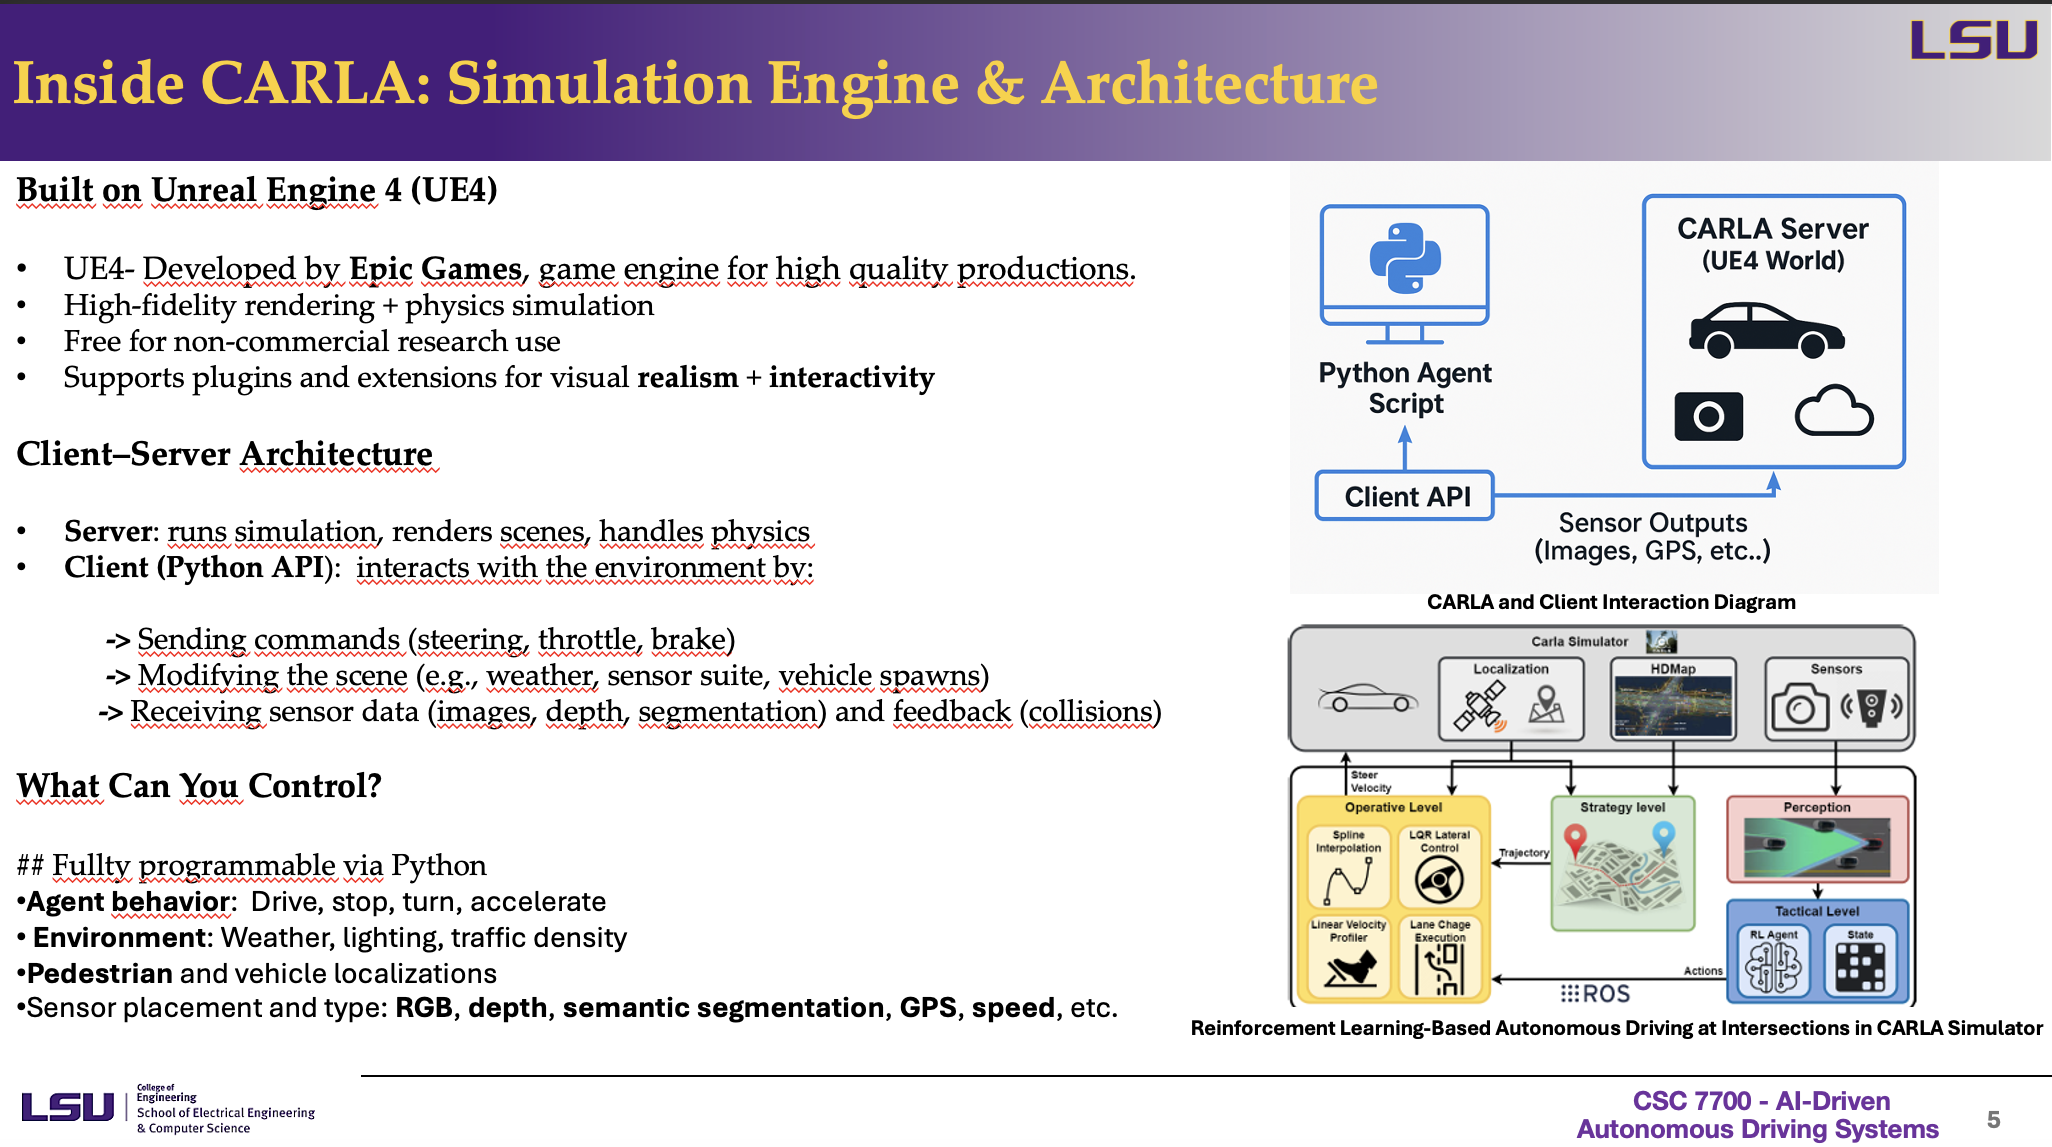 LSU
Inside CARLA: Simulation Engine & Architecture
Built on Unreal Engine 4 (UE4)
• UE4- Developed by Epic Games, game engine for high quality productions.
• High-fidelity rendering + physics simulation
• Free for non-commercial research use
• Supports plugins and extensions for visual realism + interactivity
Client–Server Architecture
• Server: runs simulation, renders scenes, handles physics
• Client (Python API): interacts with the environment by:
-> Sending commands (steering, throttle, brake)
-> Modifying the scene (e.g., weather, sensor suite, vehicle spawns)
-> Receiving sensor data (images, depth, segmentation) and feedback (collisions)
What Can You Control?
## Fullty programmable via Python
•Agent behavior: Drive, stop, turn, accelerate
• Environment: Weather, lighting, traffic density
•Pedestrian and vehicle localizations
•Sensor placement and type: RGB, depth, semantic segmentation, GPS, speed, etc.
Python Agent
Script
CARLA Server
(UE4 World)
Client API
Sensor Outputs
(Images, GPS, etc..)
CARLA and Client Interaction Diagram
Carla Simulator
Localization
HDMap
Sensors
Steer
Velocity
Operative Level
Spline
Interpolation
LQR Lateral
Control
Linear Velocity
Profiler
Lane Chage
Execution
Trajectory
Strategy level
Perception
Tactical Level
RL Agent
State
Actions
ROS
Reinforcement Learning-Based Autonomous Driving at Intersections in CARLA Simulator
LSU
College of
Engineering
School of Electrical Engineering
& Computer Science
CSC 7700 - AI-Driven
Autonomous Driving Systems
5